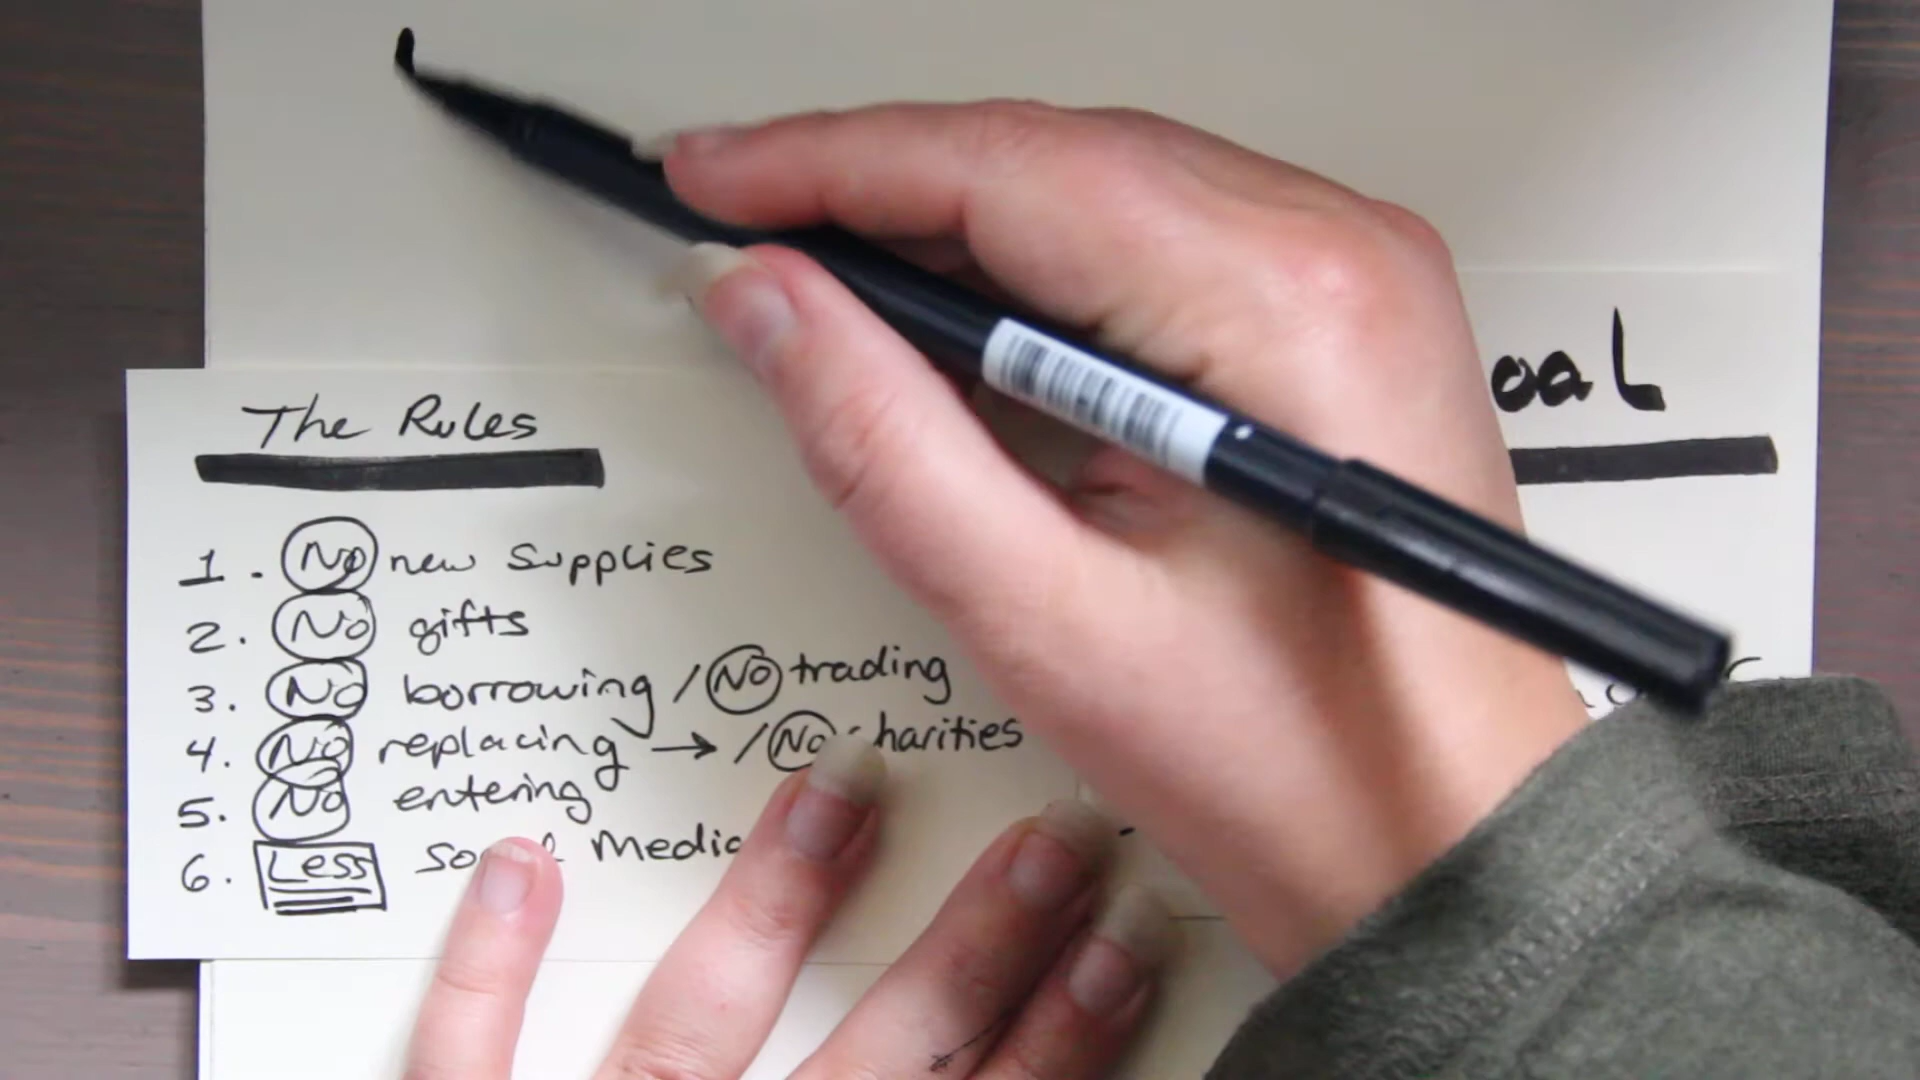 The Rules
1. No new supplies
2. No gifts
3. No borrowing / No trading
4. No replacing → / No charities
5. No entering
6. Less Social Media
oal